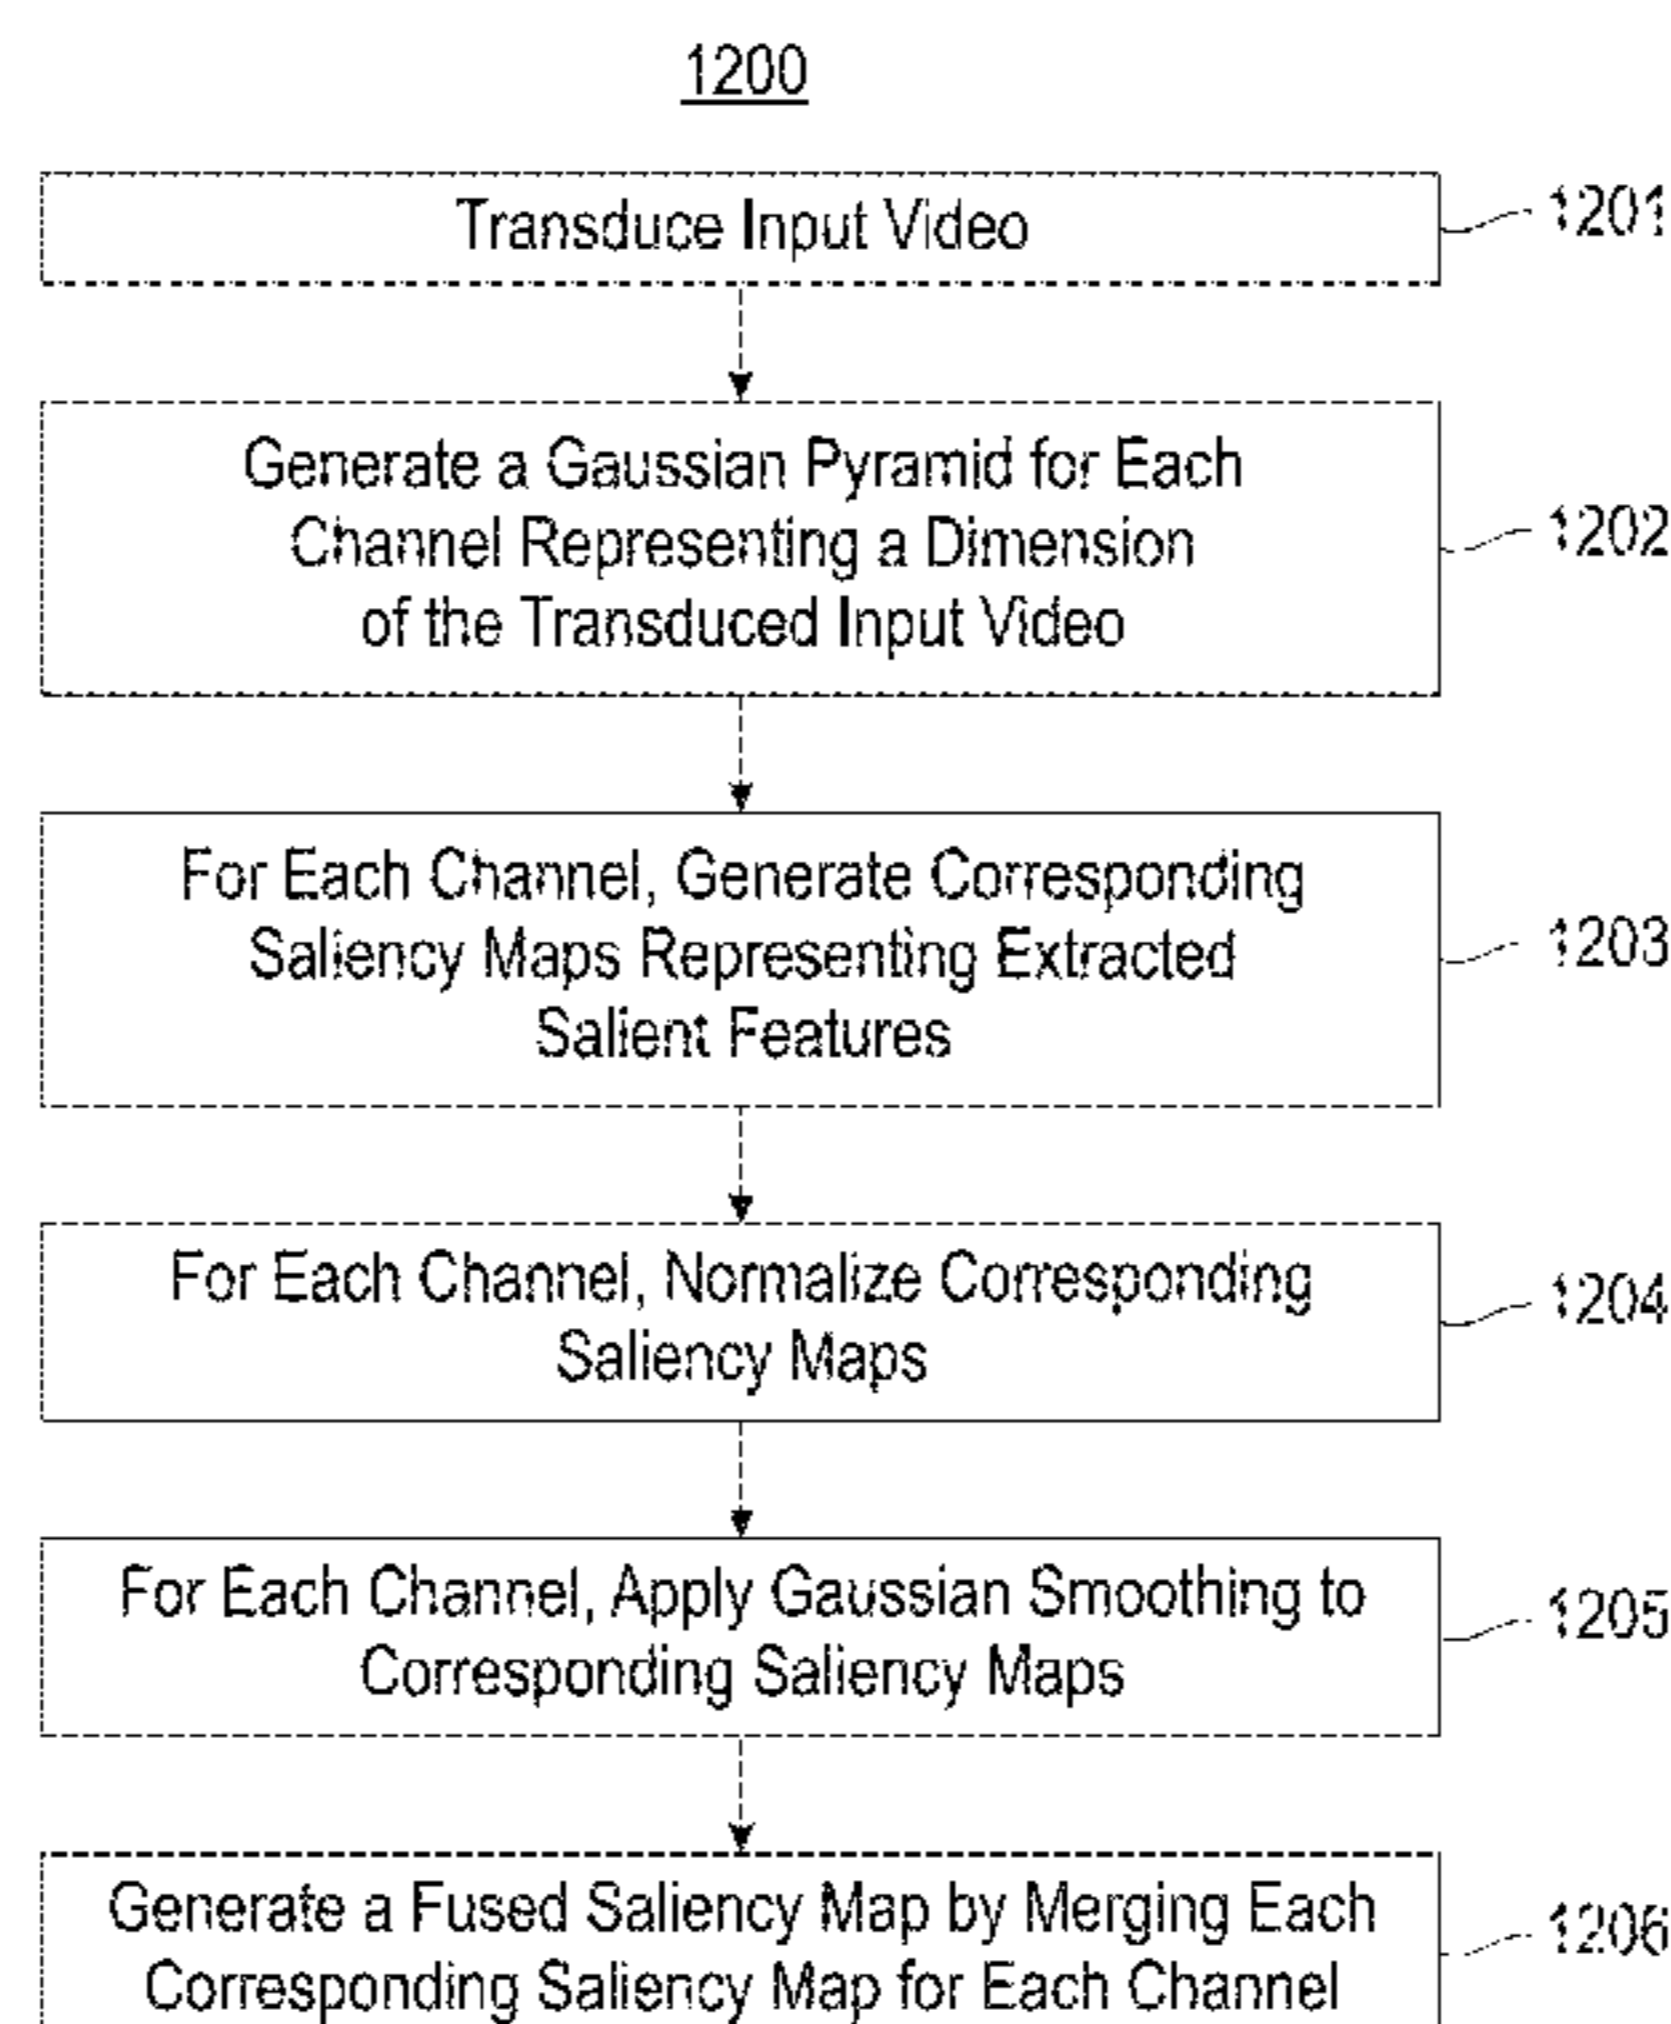 1200
Transduce Input Video
1201
Generate a Gaussian Pyramid for Each
Channel Representing a Dimension
of the Transduced Input Video
1202
For Each Channel, Generate Corresponding
Saliency Maps Representing Extracted
Salient Features
1203
For Each Channel, Normalize Corresponding
Saliency Maps
1204
For Each Channel, Apply Gaussian Smoothing to
Corresponding Saliency Maps
1205
Generate a Fused Saliency Map by Merging Each
Corresponding Saliency Map for Each Channel
1206